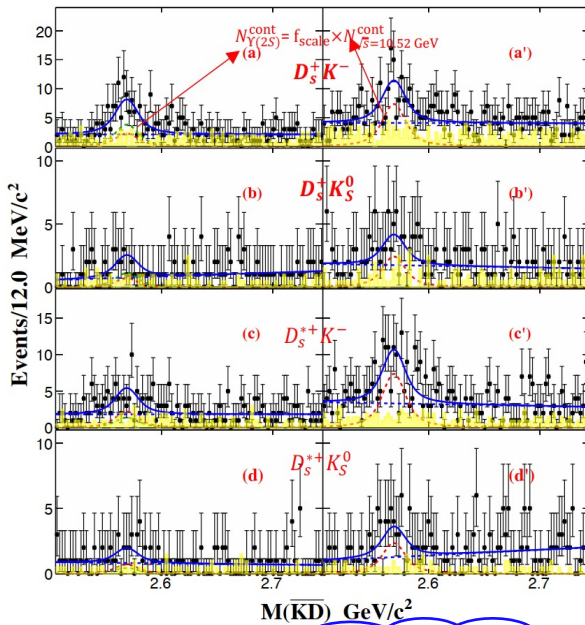 N^cont_Υ(2S) = f_scale × N^cont_√s=10.52 GeV
20
15
10
5
0
(a)
D_s^+K^-
(a')
10
5
0
(b)
D_s^+K_S^0
(b')
15
10
5
0
(c)
D_s^{*+}K^-
(c')
10
5
0
(d)
D_s^{*+}K_S^0
(d')
2.6 2.7 2.6 2.7
Events/12.0 MeV/c^2
M(K̅D̅) GeV/c^2